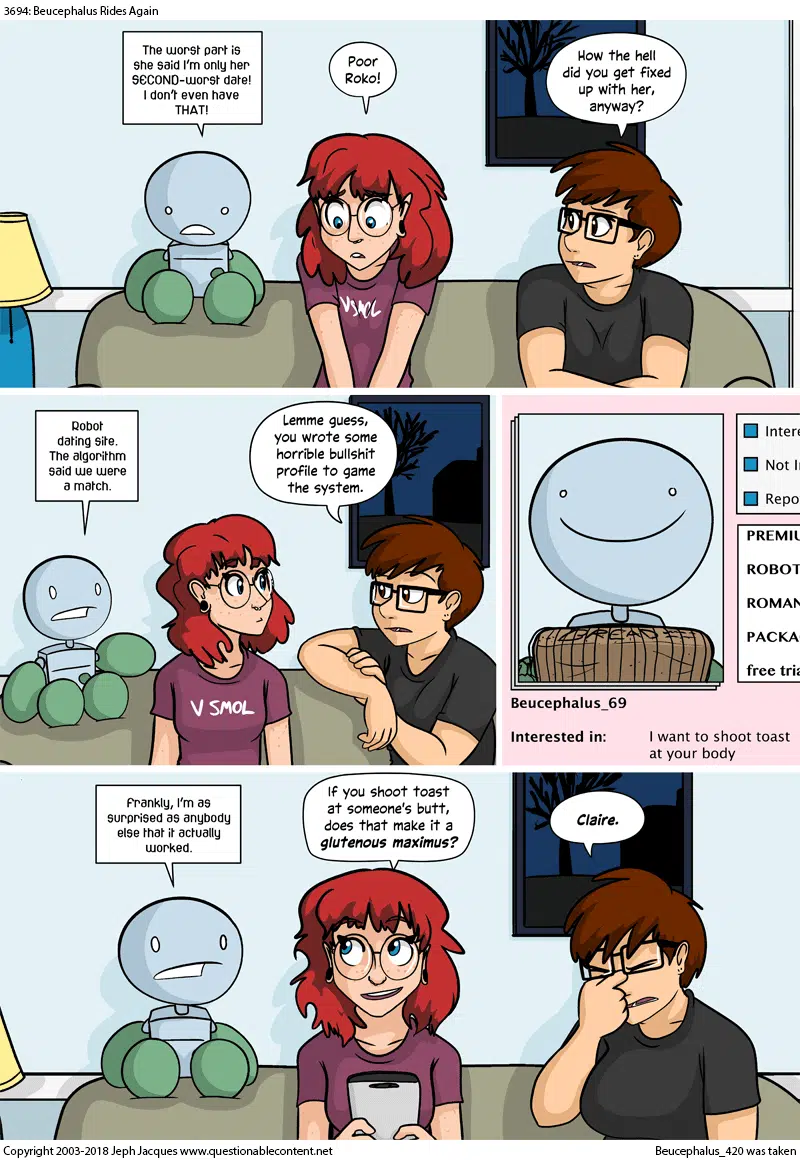 3694: Beucephalus Rides Again
The worst part is
she said I'm only her
SECOND-worst date!
I don't even have
THAT!
Poor
Roko!
How the hell
did you get fixed
up with her,
anyway?
V SMOL
Robot
dating site.
The algorithm
said we were
a match.
Lemme guess,
you wrote some
horrible bullshit
profile to game
the system.
V SMOL
Intere
Not I
Repo
PREMIU
ROBOT
ROMAN
PACKA
free tria
BREAD
Beucephalus_69
Interested in: I want to shoot toast
at your body
Frankly, I'm as
surprised as anybody
else that it actually
worked.
If you shoot toast
at someone's butt,
does that make it a
glutenous maximus?
Claire.
Copyright 2003-2018 Jeph Jacques www.questionablecontent.net
Beucephalus_420 was taken